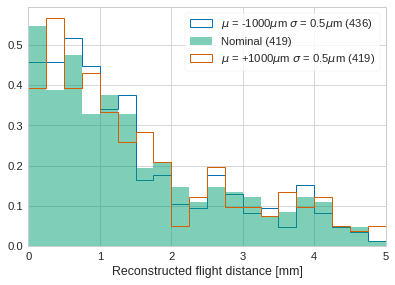 μ = -1000μm σ = 0.5μm (436)
Nominal (419)
μ = +1000μm σ = 0.5μm (419)
0.5
0.4
0.3
0.2
0.1
0.0
0 1 2 3 4 5
Reconstructed flight distance [mm]